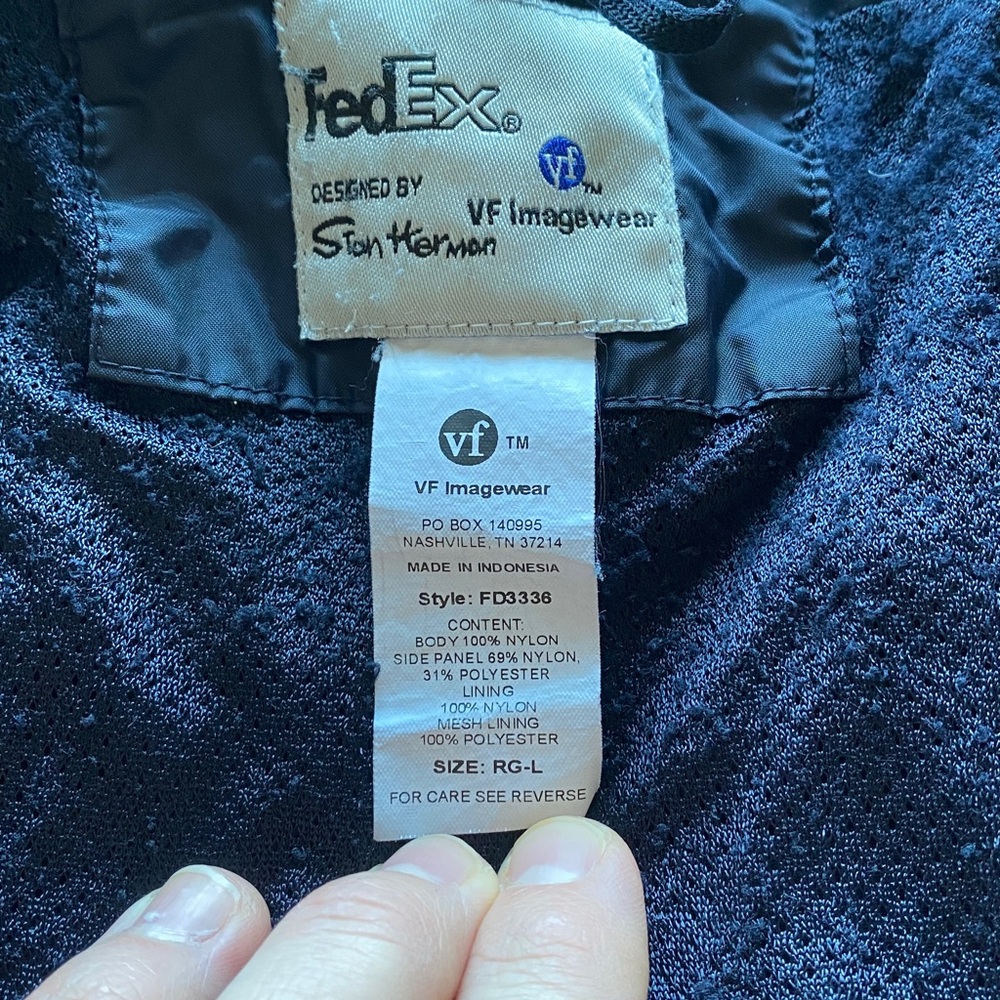 FedEx®
vf™
DESIGNED BY
VF Imagewear
Stan Herman
vf TM
VF Imagewear
PO BOX 140995
NASHVILLE, TN 37214
MADE IN INDONESIA
Style: FD3336
CONTENT:
BODY 100% NYLON
SIDE PANEL 69% NYLON,
31% POLYESTER
LINING
100% NYLON
MESH LINING
100% POLYESTER
SIZE: RG-L
FOR CARE SEE REVERSE